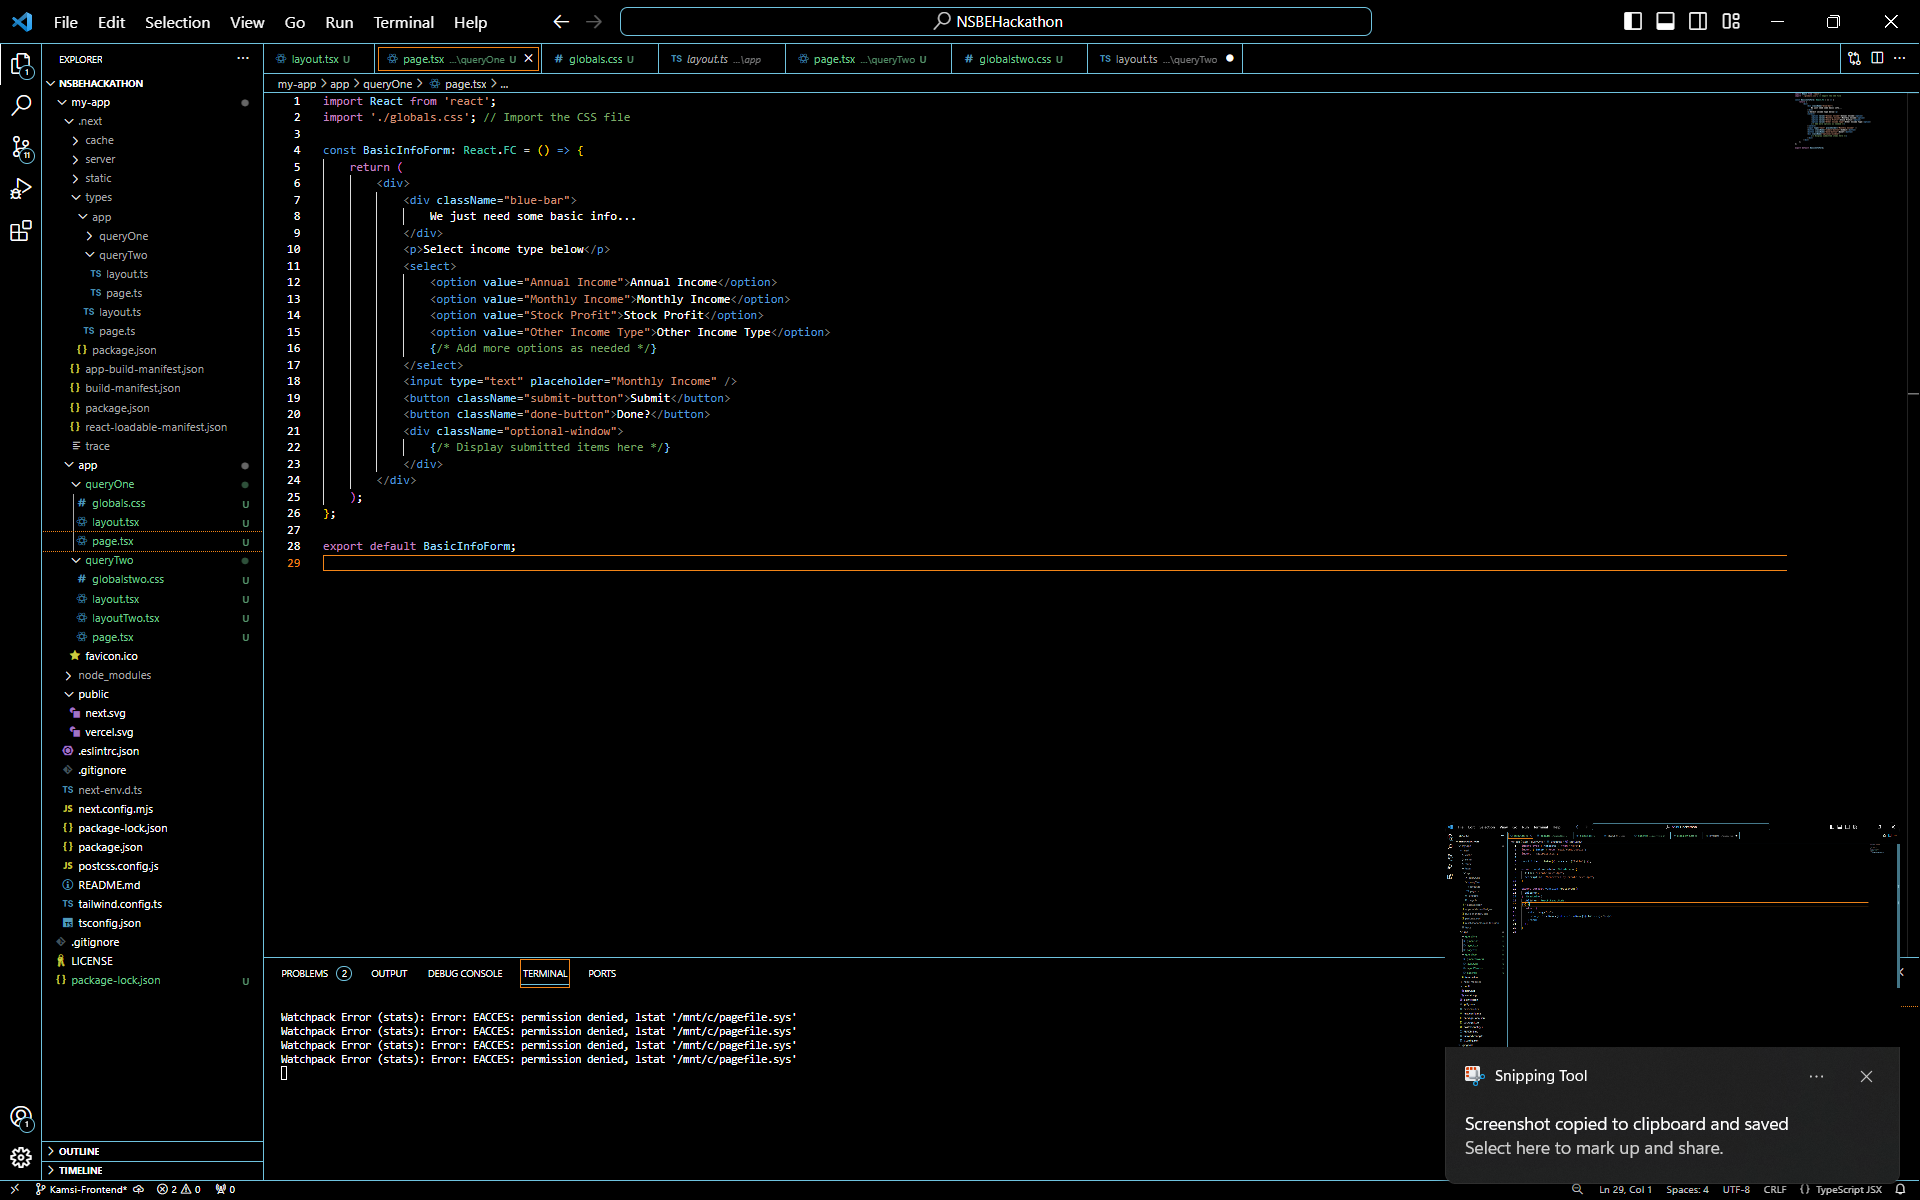 File Edit Selection View Go Run Terminal Help
NSBEHackathon
EXPLORER
NSBEHACKATHON
my-app
.next
cache
server
static
types
app
queryOne
queryTwo
TS layout.ts
TS page.ts
TS layout.ts
TS page.ts
{} package.json
{} app-build-manifest.json
{} build-manifest.json
{} package.json
{} react-loadable-manifest.json
trace
app
queryOne
# globals.css U
layout.tsx U
page.tsx U
queryTwo
# globalstwo.css U
layout.tsx U
layoutTwo.tsx U
page.tsx U
favicon.ico
node_modules
public
next.svg
vercel.svg
.eslintrc.json
.gitignore
TS next-env.d.ts
JS next.config.mjs
{} package-lock.json
{} package.json
JS postcss.config.js
README.md
TS tailwind.config.ts
tsconfig.json
.gitignore
LICENSE
{} package-lock.json U
OUTLINE
TIMELINE
layout.tsx U
page.tsx ...\queryOne U
# globals.css U
TS layout.ts ...\app
page.tsx ...\queryTwo U
# globalstwo.css U
TS layout.ts ...\queryTwo
my-app > app > queryOne > page.tsx > ...
1 import React from 'react';
2 import './globals.css'; // Import the CSS file
3
4 const BasicInfoForm: React.FC = () => {
5 return (
6 <div>
7 <div className="blue-bar">
8 We just need some basic info...
9 </div>
10 <p>Select income type below</p>
11 <select>
12 <option value="Annual Income">Annual Income</option>
13 <option value="Monthly Income">Monthly Income</option>
14 <option value="Stock Profit">Stock Profit</option>
15 <option value="Other Income Type">Other Income Type</option>
16 {/* Add more options as needed */}
17 </select>
18 <input type="text" placeholder="Monthly Income" />
19 <button className="submit-button">Submit</button>
20 <button className="done-button">Done?</button>
21 <div className="optional-window">
22 {/* Display submitted items here */}
23 </div>
24 </div>
25 );
26 };
27
28 export default BasicInfoForm;
29
PROBLEMS 2 OUTPUT DEBUG CONSOLE TERMINAL PORTS
Watchpack Error (stats): Error: EACCES: permission denied, lstat '/mnt/c/pagefile.sys'
Watchpack Error (stats): Error: EACCES: permission denied, lstat '/mnt/c/pagefile.sys'
Watchpack Error (stats): Error: EACCES: permission denied, lstat '/mnt/c/pagefile.sys'
Watchpack Error (stats): Error: EACCES: permission denied, lstat '/mnt/c/pagefile.sys'
Snipping Tool
Screenshot copied to clipboard and saved
Select here to mark up and share.
Kamsi-Frontend* 2 0 0
Ln 29, Col 1 Spaces: 4 UTF-8 CRLF {} TypeScript JSX